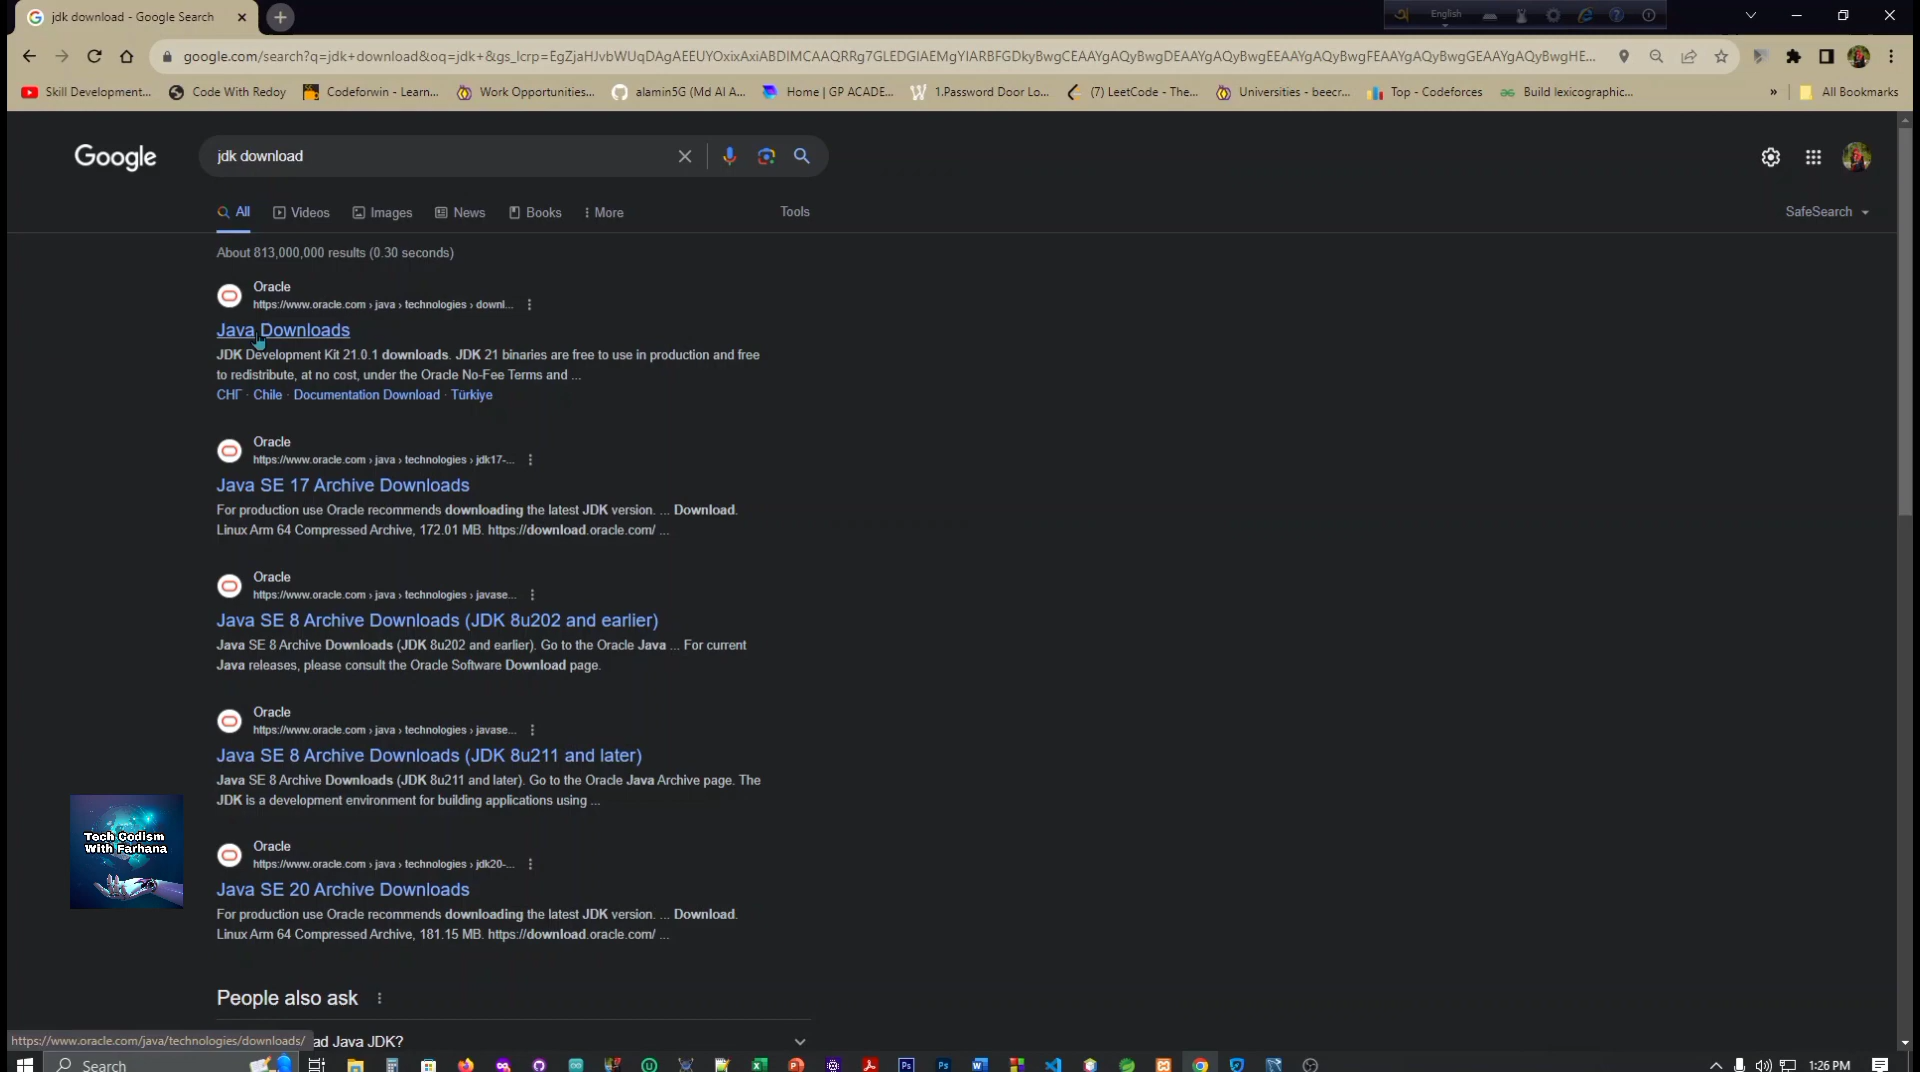 jdk download - Google Search
English
google.com/search?q=jdk+download&oq=jdk+&gs_lcrp=EgZjaHJvbWUqDAgAEEUYOxixAxiABDIMCAAQRRg7GLEDGIAEMgYIARBFGDkyBwgCEAAYgAQyBwgDEAAYgAQyBwgEEAAYgAQyBwgFEAAYgAQyBwgGEAAYgAQyBwgHE...
Skill Development...
Code With Redoy
Codeforwin - Learn...
Work Opportunities...
alamin5G (Md Al A...
Home | GP ACADE...
1.Password Door Lo...
(7) LeetCode - The...
Universities - beecr...
Top - Codeforces
Build lexicographic...
»
All Bookmarks
Google
jdk download
All
Videos
Images
News
Books
More
Tools
SafeSearch
About 813,000,000 results (0.30 seconds)
Oracle
https://www.oracle.com › java › technologies › downl...
Java Downloads
JDK Development Kit 21.0.1 downloads. JDK 21 binaries are free to use in production and free
to redistribute, at no cost, under the Oracle No-Fee Terms and ...
СНГ · Chile · Documentation Download · Türkiye
Oracle
https://www.oracle.com › java › technologies › jdk17-...
Java SE 17 Archive Downloads
For production use Oracle recommends downloading the latest JDK version. ... Download.
Linux Arm 64 Compressed Archive, 172.01 MB. https://download.oracle.com/ ...
Oracle
https://www.oracle.com › java › technologies › javase...
Java SE 8 Archive Downloads (JDK 8u202 and earlier)
Java SE 8 Archive Downloads (JDK 8u202 and earlier). Go to the Oracle Java ... For current
Java releases, please consult the Oracle Software Download page.
Oracle
https://www.oracle.com › java › technologies › javase...
Java SE 8 Archive Downloads (JDK 8u211 and later)
Java SE 8 Archive Downloads (JDK 8u211 and later). Go to the Oracle Java Archive page. The
JDK is a development environment for building applications using ...
Tech Codism
With Farhana
Oracle
https://www.oracle.com › java › technologies › jdk20-...
Java SE 20 Archive Downloads
For production use Oracle recommends downloading the latest JDK version. ... Download.
Linux Arm 64 Compressed Archive, 181.15 MB. https://download.oracle.com/ ...
People also ask
ad Java JDK?
https://www.oracle.com/java/technologies/downloads/
Search
1:26 PM